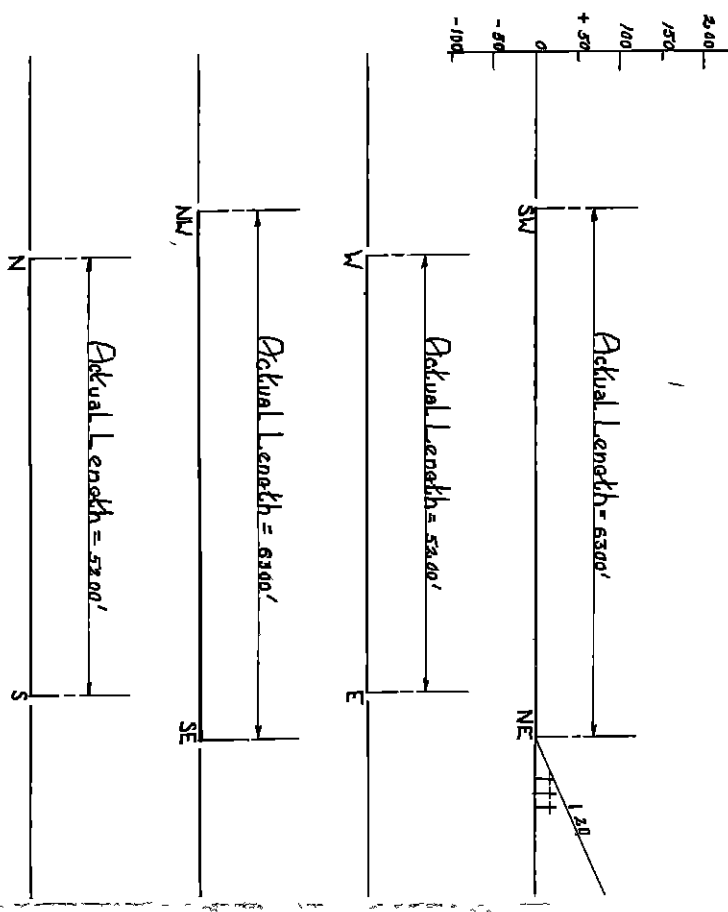 200
150
100
+ 50
0
- 50
- 100
SW
Actual Length = 6300'
NE
1 20
W
Actual Length = 5200'
E
NW
Actual Length = 6300'
SE
N
Actual Length = 5200'
S